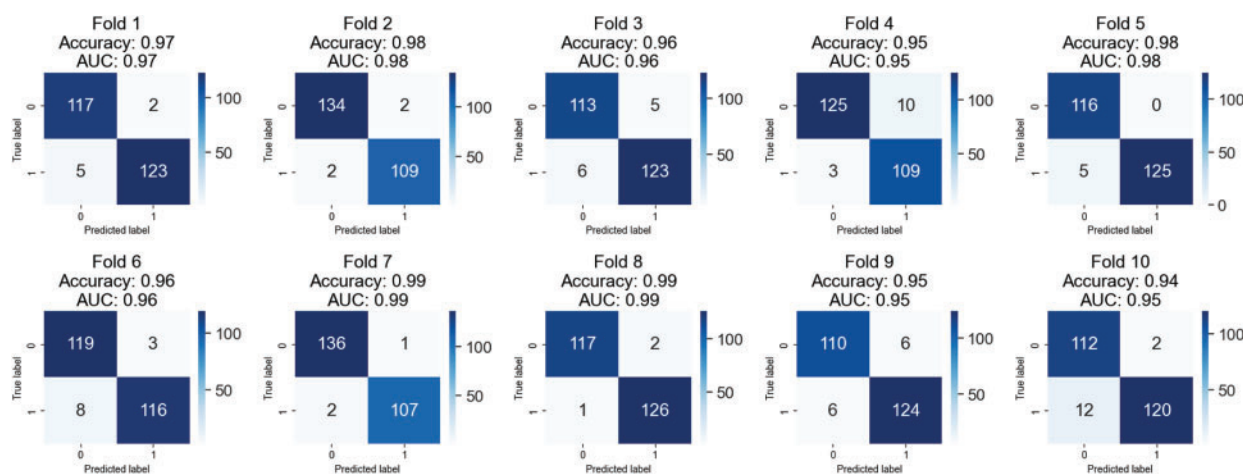 Fold 1
Accuracy: 0.97
AUC: 0.97
True label
0
1
117 2
5 123
100
50
0 1
Predicted label
Fold 2
Accuracy: 0.98
AUC: 0.98
True label
0
1
134 2
2 109
100
50
0 1
Predicted label
Fold 3
Accuracy: 0.96
AUC: 0.96
True label
0
1
113 5
6 123
100
50
0 1
Predicted label
Fold 4
Accuracy: 0.95
AUC: 0.95
True label
0
1
125 10
3 109
100
50
0 1
Predicted label
Fold 5
Accuracy: 0.98
AUC: 0.98
True label
0
1
116 0
5 125
100
50
0
0 1
Predicted label
Fold 6
Accuracy: 0.96
AUC: 0.96
True label
0
1
119 3
8 116
100
50
0 1
Predicted label
Fold 7
Accuracy: 0.99
AUC: 0.99
True label
0
1
136 1
2 107
100
50
0 1
Predicted label
Fold 8
Accuracy: 0.99
AUC: 0.99
True label
0
1
117 2
1 126
100
50
0 1
Predicted label
Fold 9
Accuracy: 0.95
AUC: 0.95
True label
0
1
110 6
6 124
100
50
0 1
Predicted label
Fold 10
Accuracy: 0.94
AUC: 0.95
True label
0
1
112 2
12 120
100
50
0 1
Predicted label